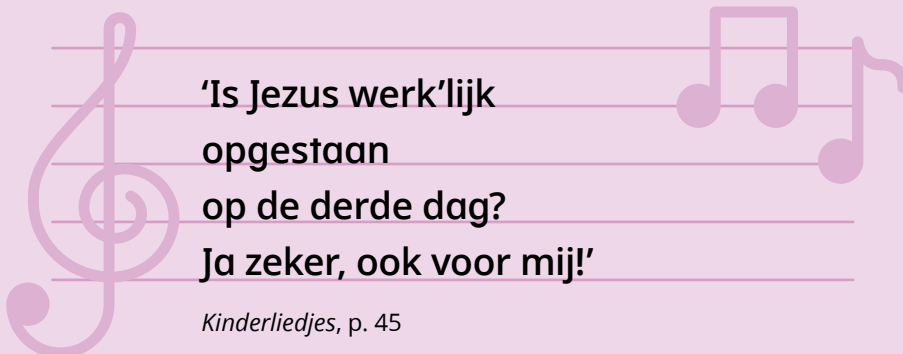 ‘Is Jezus werk’lijk
opgestaan
op de derde dag?
Ja zeker, ook voor mij!’
Kinderliedjes, p. 45